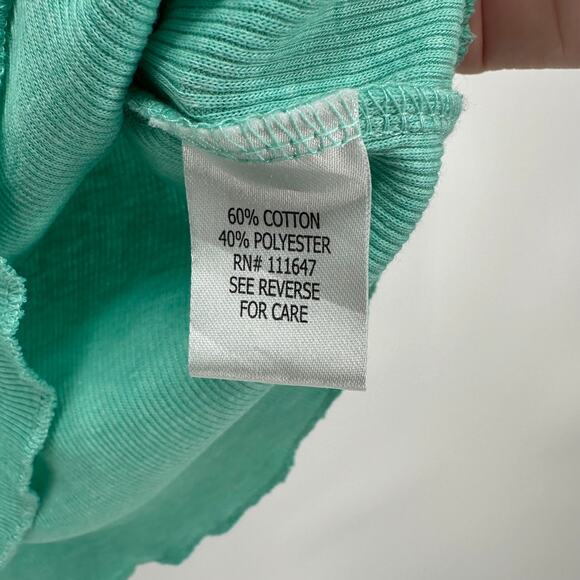 60% COTTON
40% POLYESTER
RN# 111647
SEE REVERSE
FOR CARE